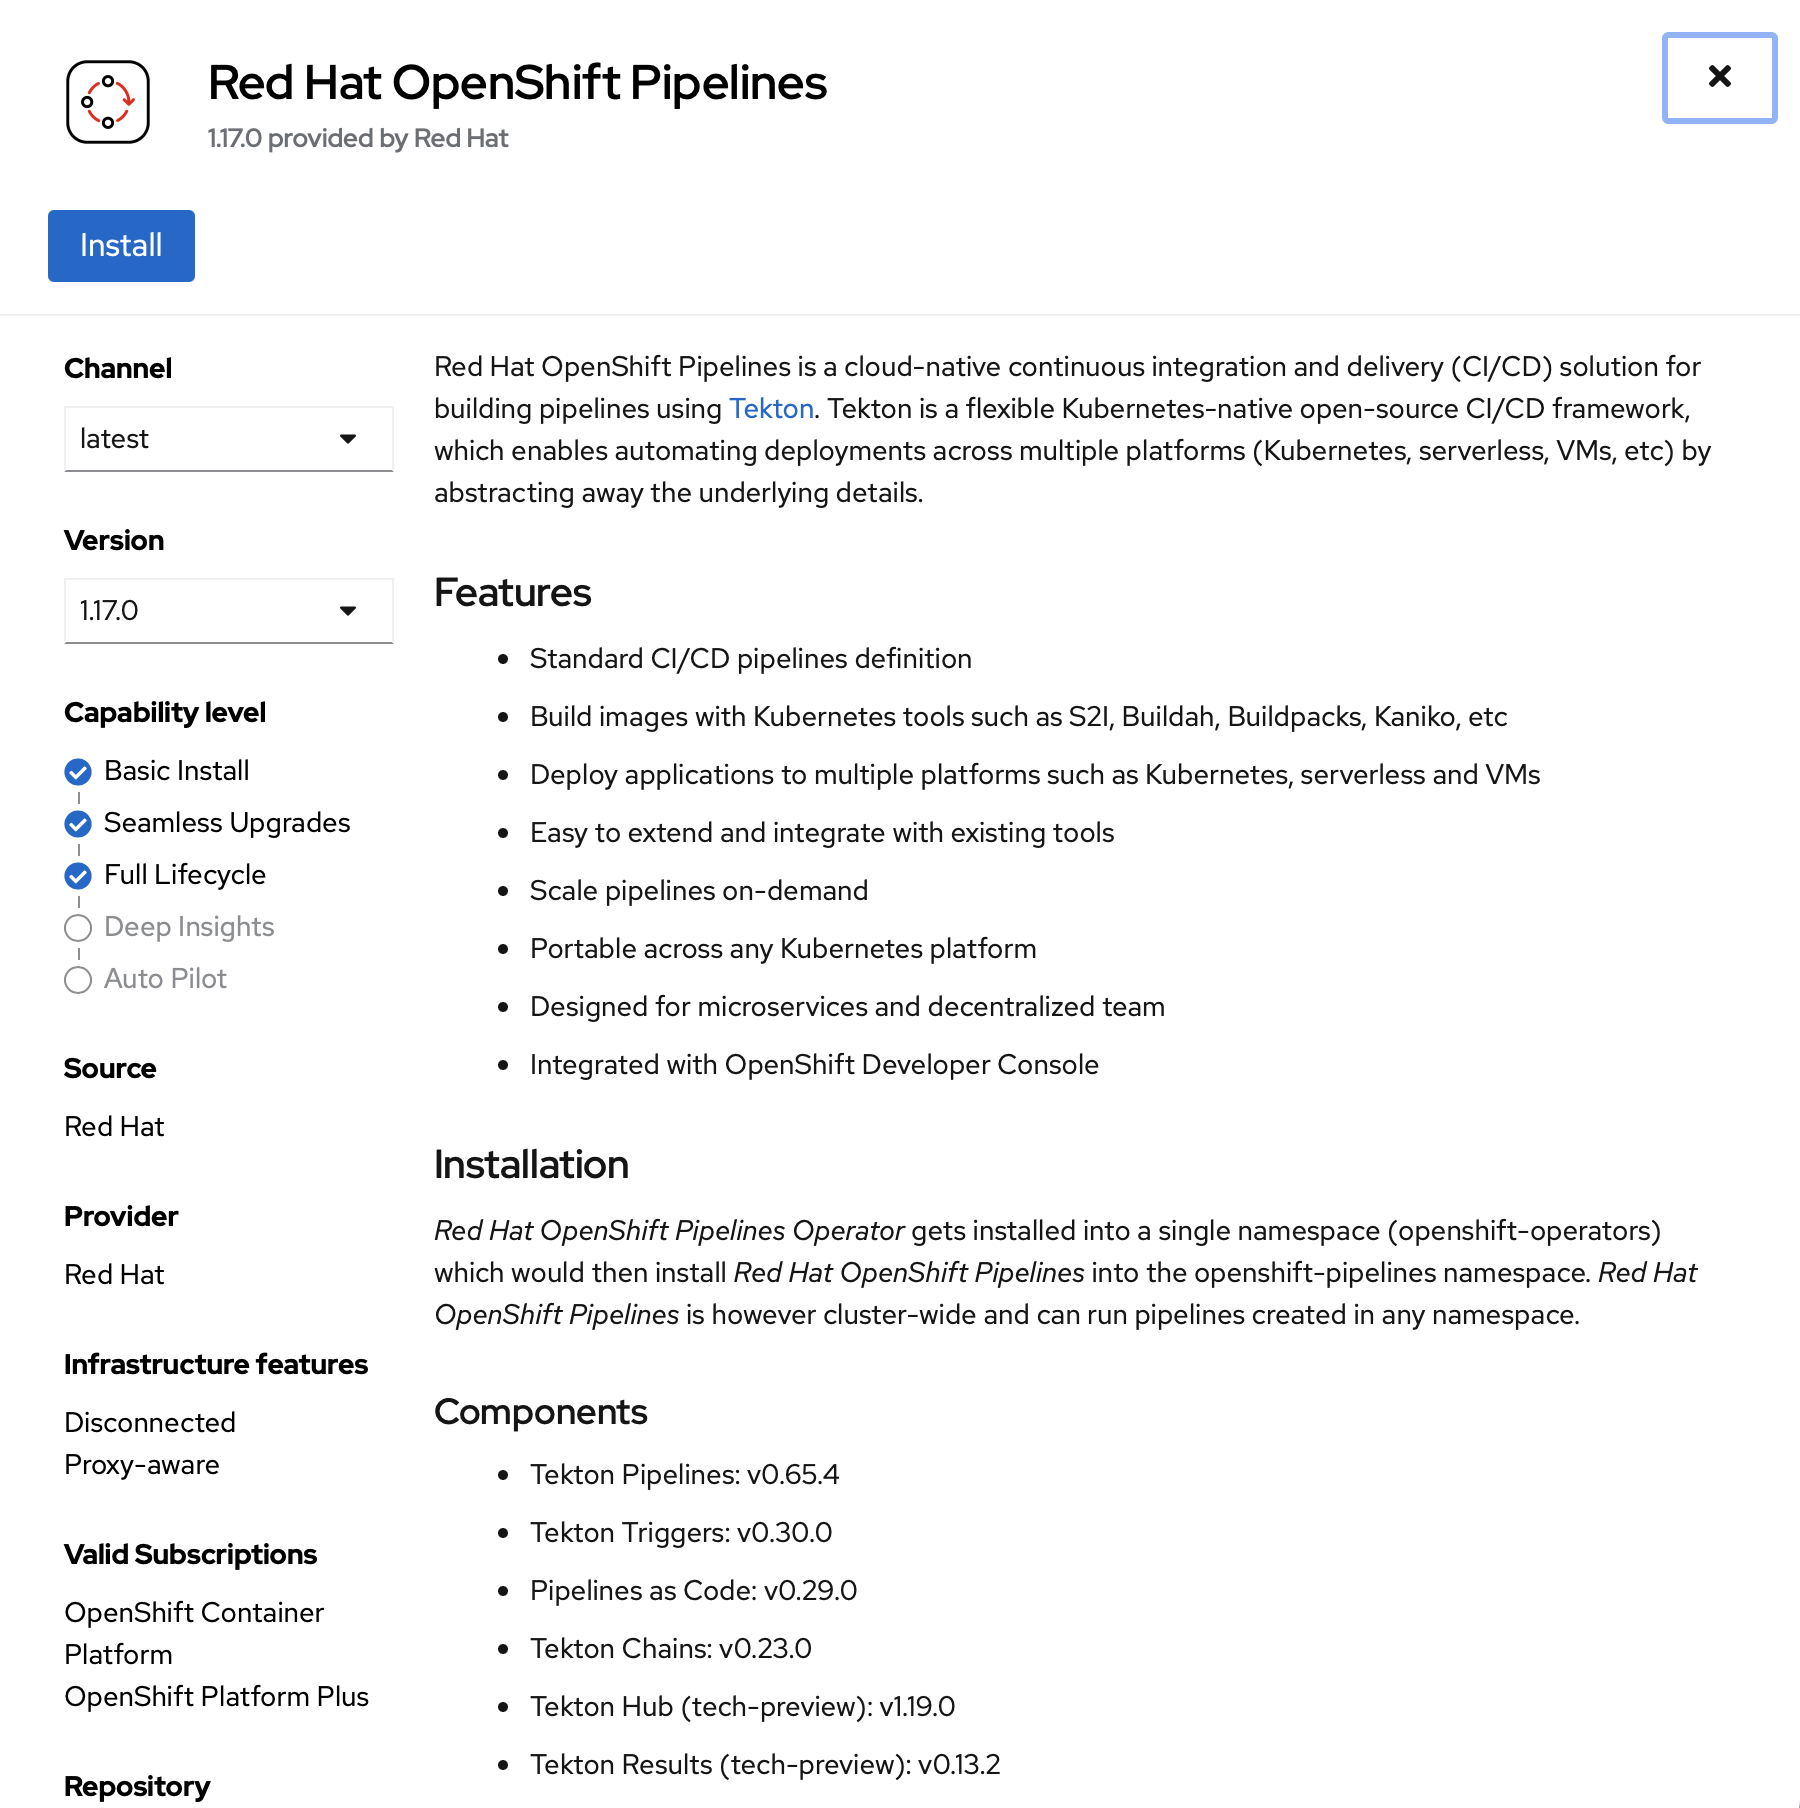 Red Hat OpenShift Pipelines
1.17.0 provided by Red Hat
Install
Channel
latest
Version
1.17.0
Capability level
Basic Install
Seamless Upgrades
Full Lifecycle
Deep Insights
Auto Pilot
Source
Red Hat
Provider
Red Hat
Infrastructure features
Disconnected
Proxy-aware
Valid Subscriptions
OpenShift Container
Platform
OpenShift Platform Plus
Repository
Red Hat OpenShift Pipelines is a cloud-native continuous integration and delivery (CI/CD) solution for
building pipelines using Tekton. Tekton is a flexible Kubernetes-native open-source CI/CD framework,
which enables automating deployments across multiple platforms (Kubernetes, serverless, VMs, etc) by
abstracting away the underlying details.
Features
Standard CI/CD pipelines definition
Build images with Kubernetes tools such as S2I, Buildah, Buildpacks, Kaniko, etc
Deploy applications to multiple platforms such as Kubernetes, serverless and VMs
Easy to extend and integrate with existing tools
Scale pipelines on-demand
Portable across any Kubernetes platform
Designed for microservices and decentralized team
Integrated with OpenShift Developer Console
Installation
Red Hat OpenShift Pipelines Operator gets installed into a single namespace (openshift-operators)
which would then install Red Hat OpenShift Pipelines into the openshift-pipelines namespace. Red Hat
OpenShift Pipelines is however cluster-wide and can run pipelines created in any namespace.
Components
Tekton Pipelines: v0.65.4
Tekton Triggers: v0.30.0
Pipelines as Code: v0.29.0
Tekton Chains: v0.23.0
Tekton Hub (tech-preview): v1.19.0
Tekton Results (tech-preview): v0.13.2